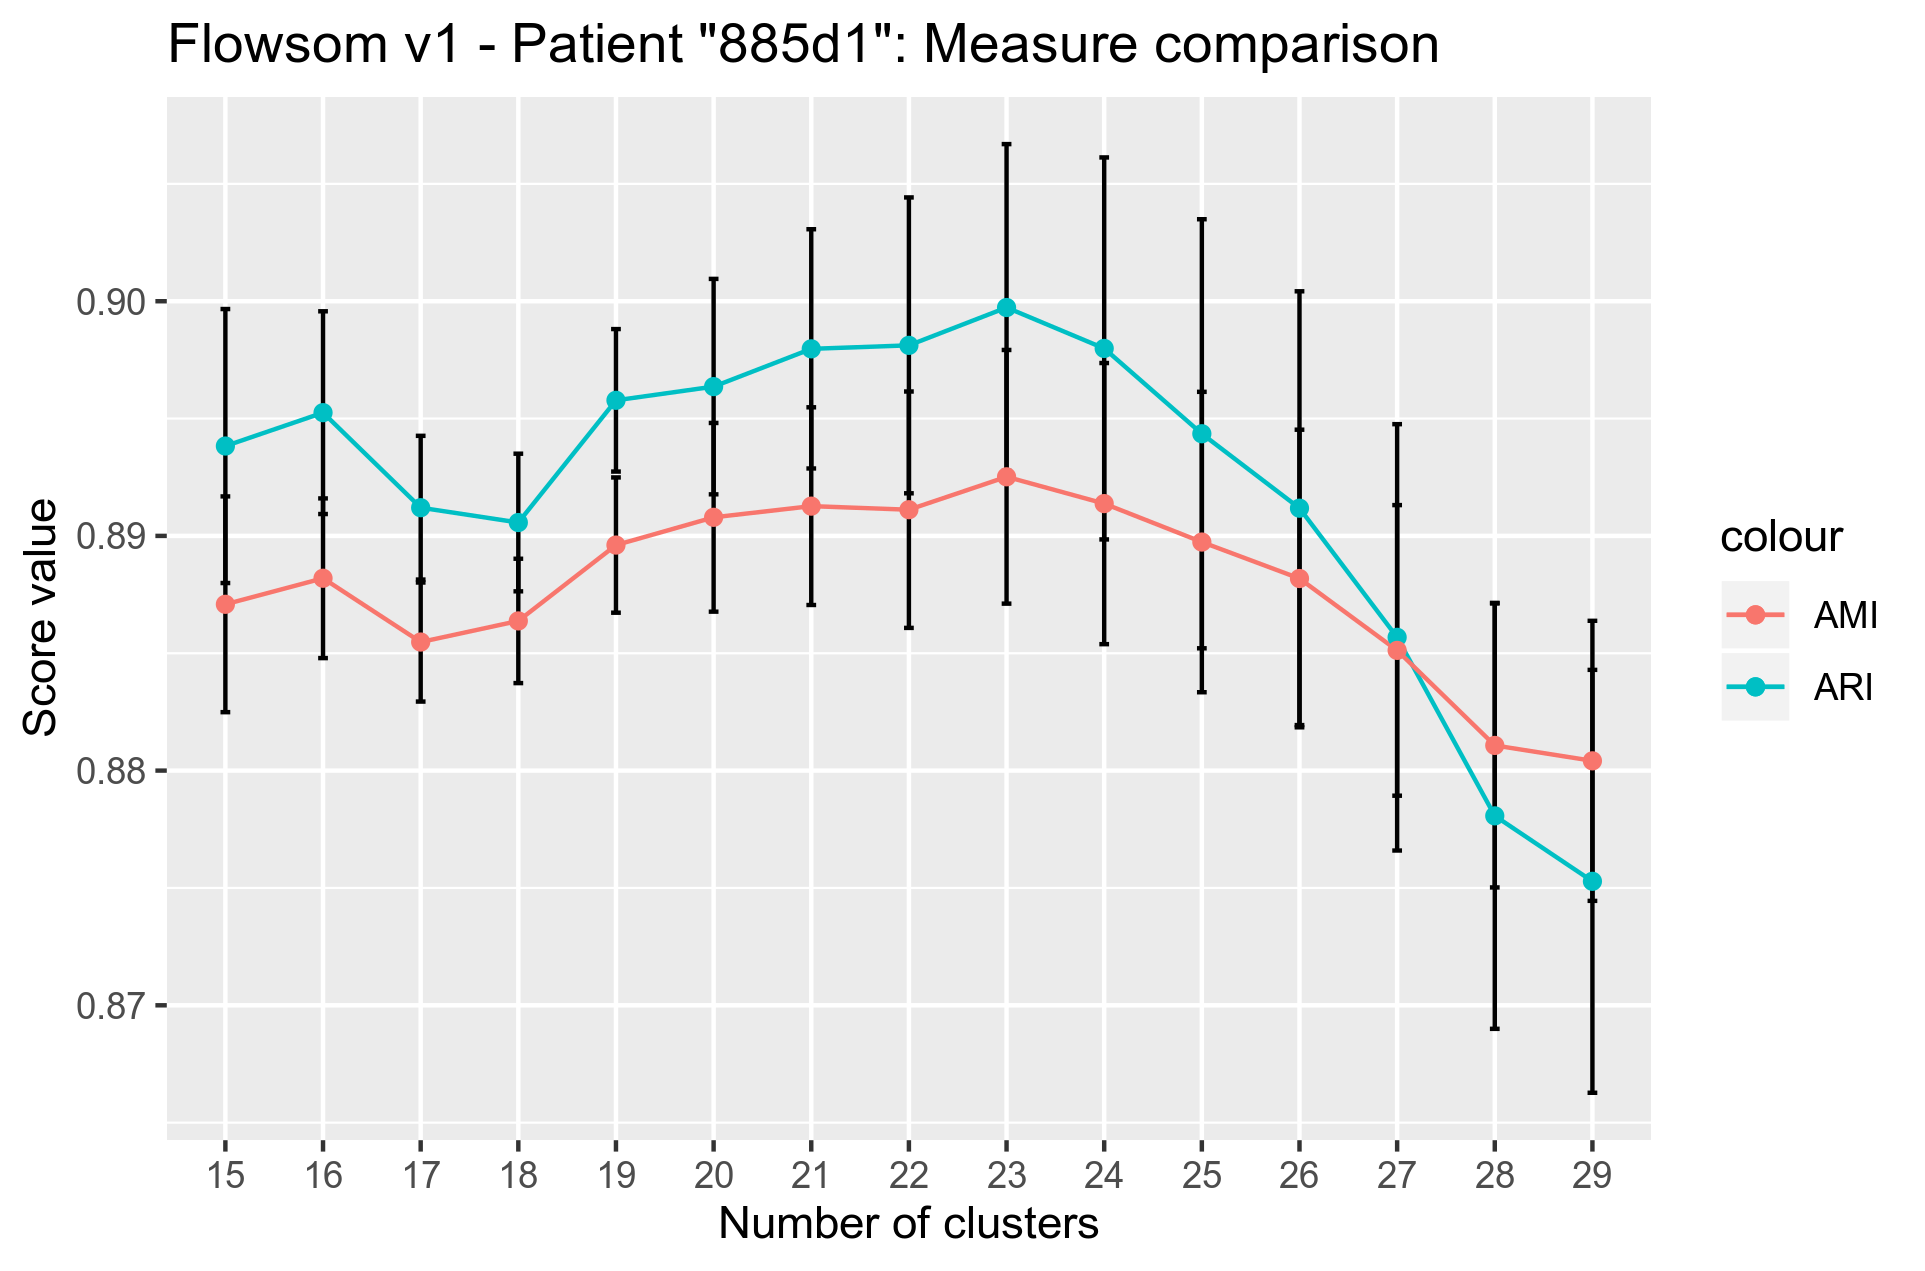 Flowsom v1 - Patient "885d1": Measure comparison
Score value
0.90
0.89
0.88
0.87
15 16 17 18 19 20 21 22 23 24 25 26 27 28 29
Number of clusters
colour
AMI
ARI